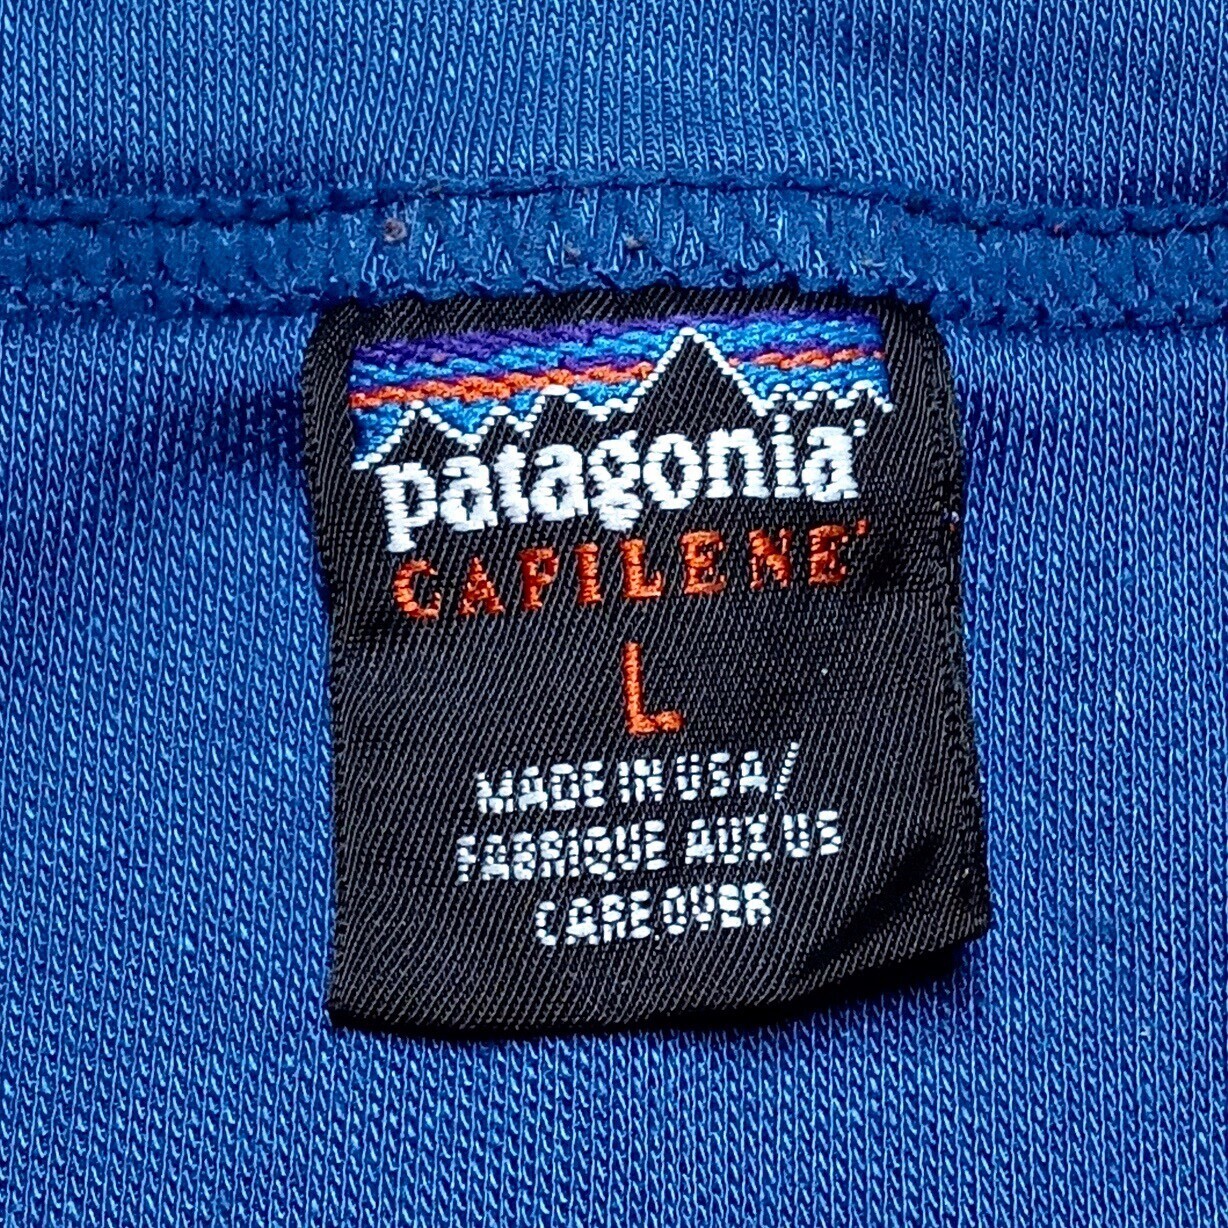 patagonia
CAPILENE
L
MADE IN USA/
FABRIQUE AUX US
CARE OVER